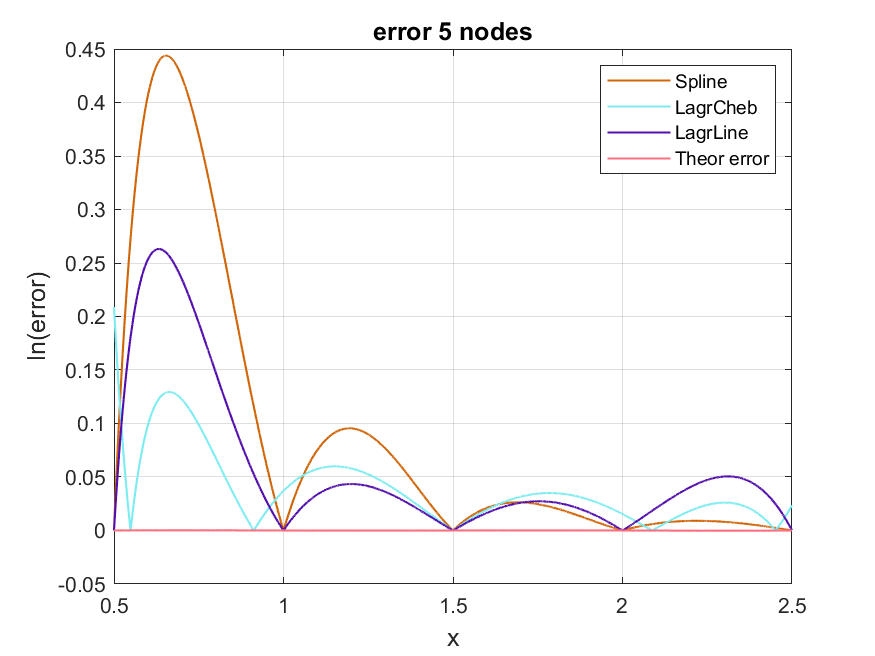 error 5 nodes
0.45
0.4
0.35
0.3
0.25
0.2
0.15
0.1
0.05
0
-0.05
ln(error)
Spline
LagrCheb
LagrLine
Theor error
0.5
1
1.5
2
2.5
x